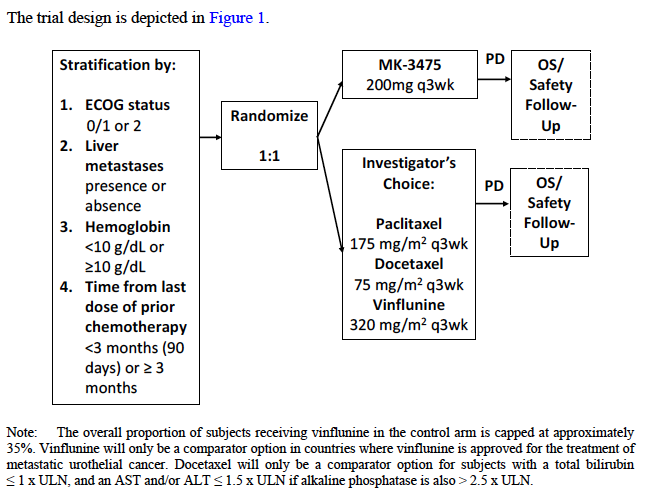 The trial design is depicted in Figure 1.
Stratification by:
1. ECOG status
0/1 or 2
2. Liver
metastases
presence or
absence
3. Hemoglobin
<10 g/dL or
≥10 g/dL
4. Time from last
dose of prior
chemotherapy
<3 months (90
days) or ≥ 3
months
Randomize
1:1
MK-3475
200mg q3wk
PD
OS/
Safety
Follow-
Up
Investigator's
Choice:
Paclitaxel
175 mg/m² q3wk
Docetaxel
75 mg/m² q3wk
Vinflunine
320 mg/m² q3wk
PD
OS/
Safety
Follow-
Up
Note: The overall proportion of subjects receiving vinflunine in the control arm is capped at approximately
35%. Vinflunine will only be a comparator option in countries where vinflunine is approved for the treatment of
metastatic urothelial cancer. Docetaxel will only be a comparator option for subjects with a total bilirubin
≤ 1 x ULN, and an AST and/or ALT ≤ 1.5 x ULN if alkaline phosphatase is also > 2.5 x ULN.